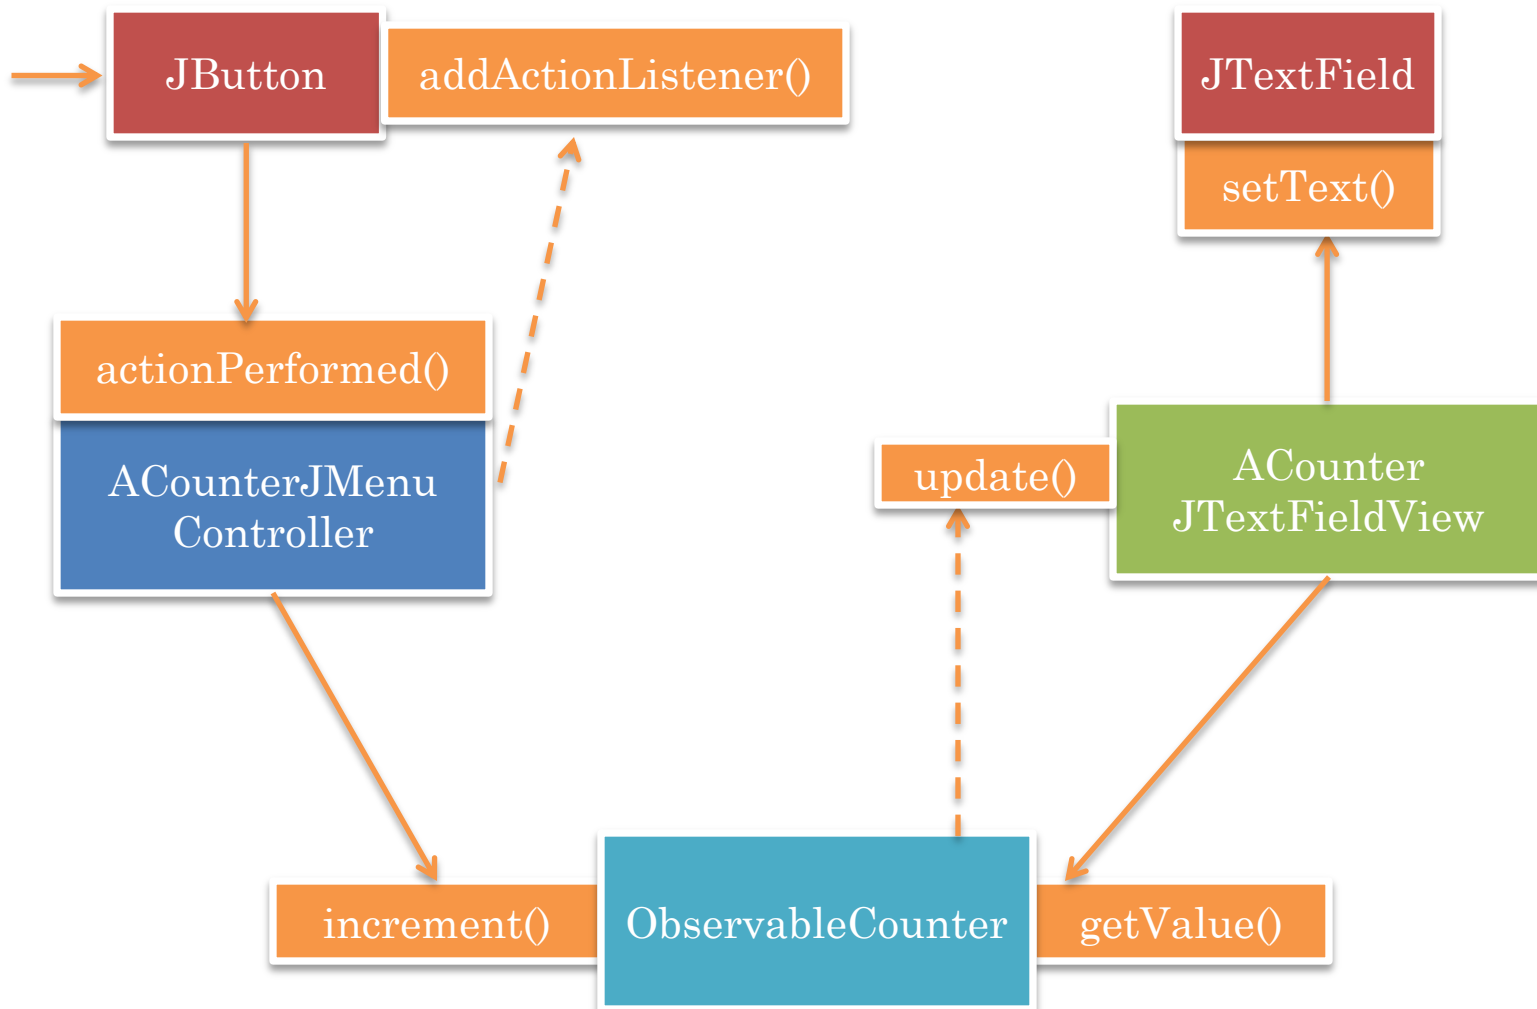 JButton
addActionListener()
JTextField
setText()
actionPerformed()
ACounterJMenu
Controller
update()
ACounter
JTextFieldView
increment()
ObservableCounter
getValue()